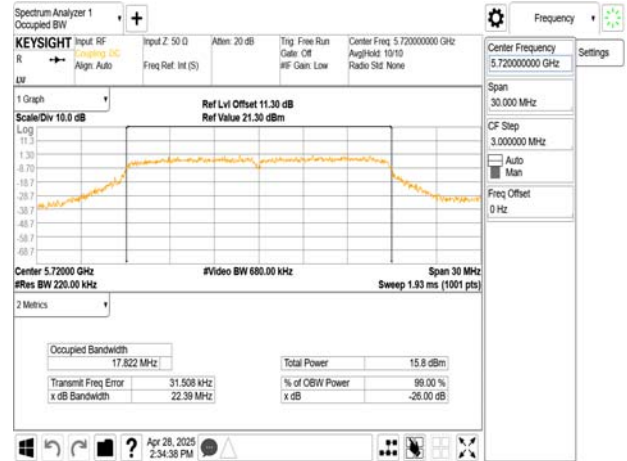 Spectrum Analyzer 1
Occupied BW
Frequency
KEYSIGHT
R
LW
Input: RF
Coupling: DC
Align: Auto
Input Z: 50 Ω
Freq Ref: Int (S)
Atten: 20 dB
Trig: Free Run
Gate: Off
#IF Gain: Low
Center Freq: 5.720000000 GHz
Avg|Hold: 10/10
Radio Std: None
1 Graph
Scale/Div 10.0 dB
Ref Lvl Offset 11.30 dB
Ref Value 21.30 dBm
Log
11.3
1.30
-8.70
-18.7
-28.7
-38.7
-48.7
-58.7
-68.7
Center 5.72000 GHz
#Video BW 680.00 kHz
Span 30 MHz
#Res BW 220.00 kHz
Sweep 1.93 ms (1001 pts)
2 Metrics
Occupied Bandwidth
17.822 MHz
Transmit Freq Error 31.508 kHz
x dB Bandwidth 22.39 MHz
Total Power 15.8 dBm
% of OBW Power 99.00 %
x dB -26.00 dB
Center Frequency
5.720000000 GHz
Settings
Span
30.000 MHz
CF Step
3.000000 MHz
Auto
Man
Freq Offset
0 Hz
Apr 28, 2025
2:34:38 PM